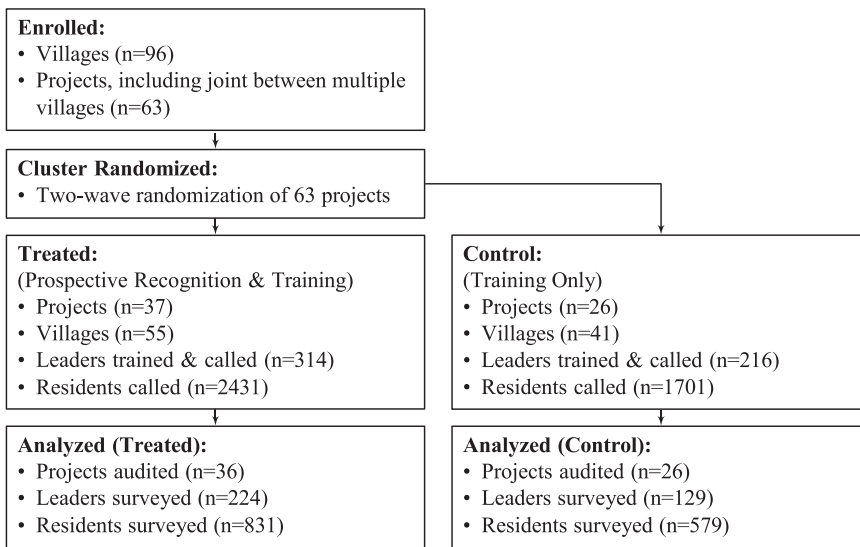 Enrolled:
• Villages (n=96)
• Projects, including joint between multiple
villages (n=63)
Cluster Randomized:
• Two-wave randomization of 63 projects
Treated:
(Prospective Recognition & Training)
• Projects (n=37)
• Villages (n=55)
• Leaders trained & called (n=314)
• Residents called (n=2431)
Control:
(Training Only)
• Projects (n=26)
• Villages (n=41)
• Leaders trained & called (n=216)
• Residents called (n=1701)
Analyzed (Treated):
• Projects audited (n=36)
• Leaders surveyed (n=224)
• Residents surveyed (n=831)
Analyzed (Control):
• Projects audited (n=26)
• Leaders surveyed (n=129)
• Residents surveyed (n=579)